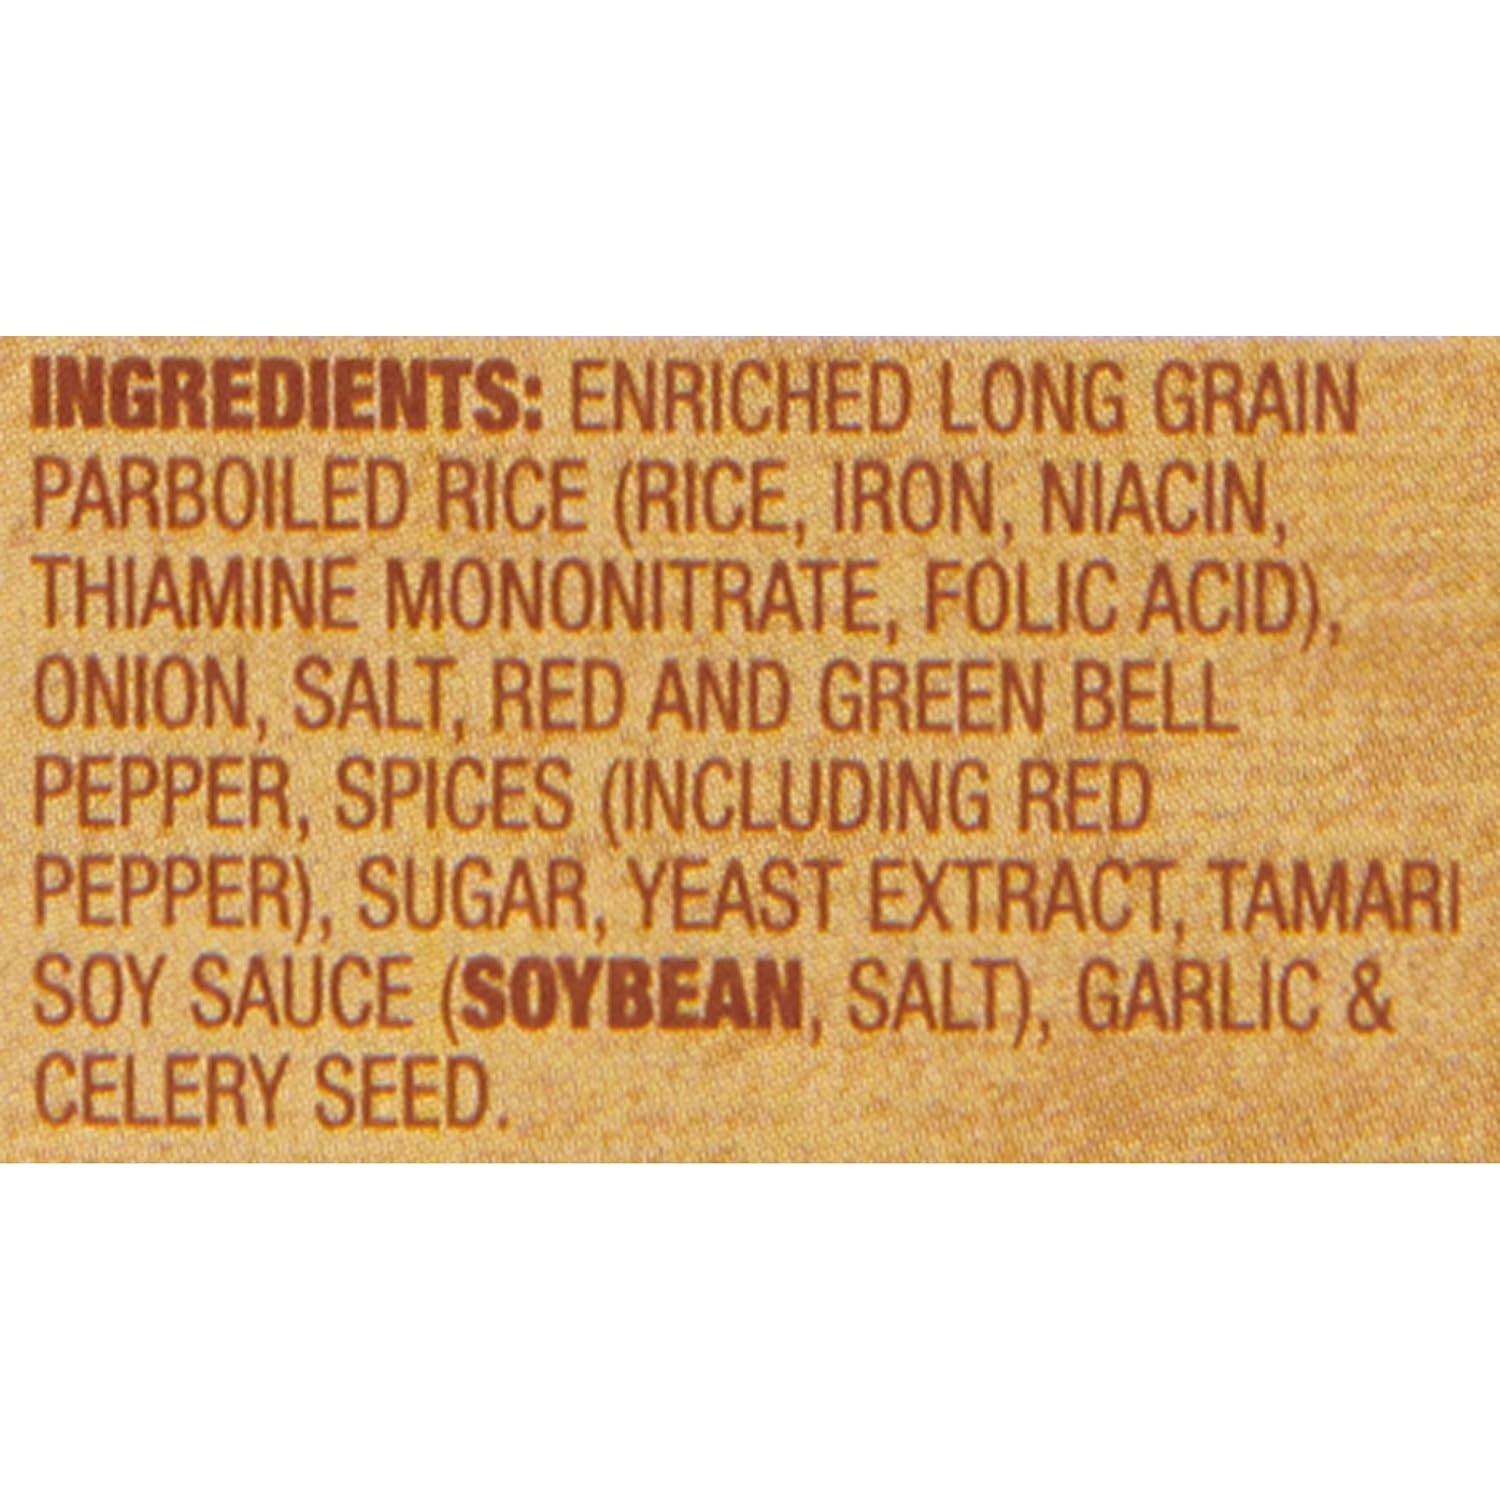 INGREDIENTS: ENRICHED LONG GRAIN
PARBOILED RICE (RICE, IRON, NIACIN,
THIAMINE MONONITRATE, FOLIC ACID),
ONION, SALT, RED AND GREEN BELL
PEPPER, SPICES (INCLUDING RED
PEPPER), SUGAR, YEAST EXTRACT, TAMARI
SOY SAUCE (SOYBEAN, SALT), GARLIC &
CELERY SEED.